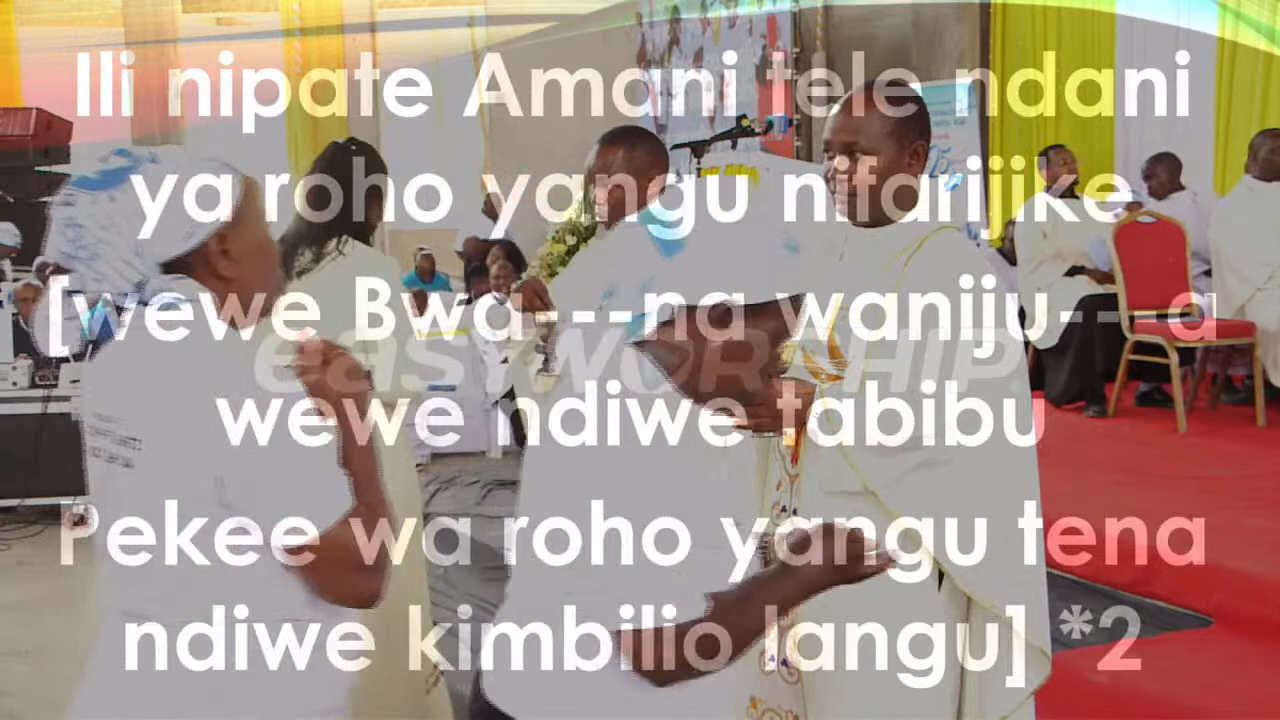 Ili nipate Amani tele ndani
ya roho yangu nifarijike
[wewe Bwa---na waniju---a
easyworship
wewe ndiwe tabibu
Pekee wa roho yangu tena
ndiwe kimbilio langu] *2